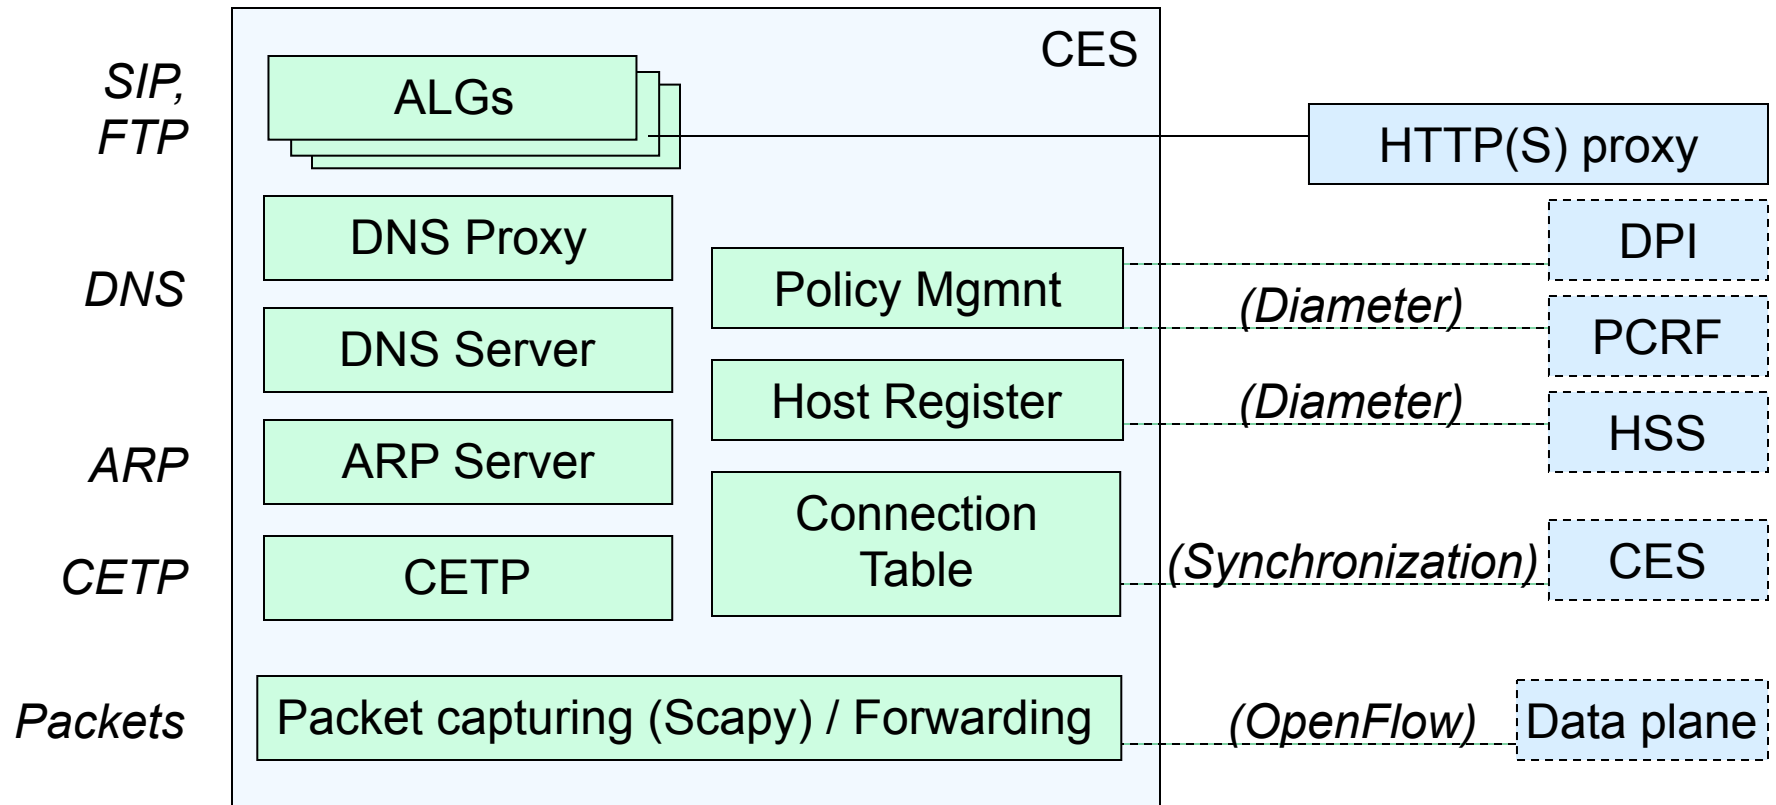 CES
SIP,
FTP
ALGs
HTTP(S) proxy
DNS Proxy
DPI
DNS
Policy Mgmnt
(Diameter)
DNS Server
PCRF
Host Register
(Diameter)
HSS
ARP
ARP Server
Connection
Table
CETP
CETP
(Synchronization)
CES
Packets
Packet capturing (Scapy) / Forwarding
(OpenFlow)
Data plane